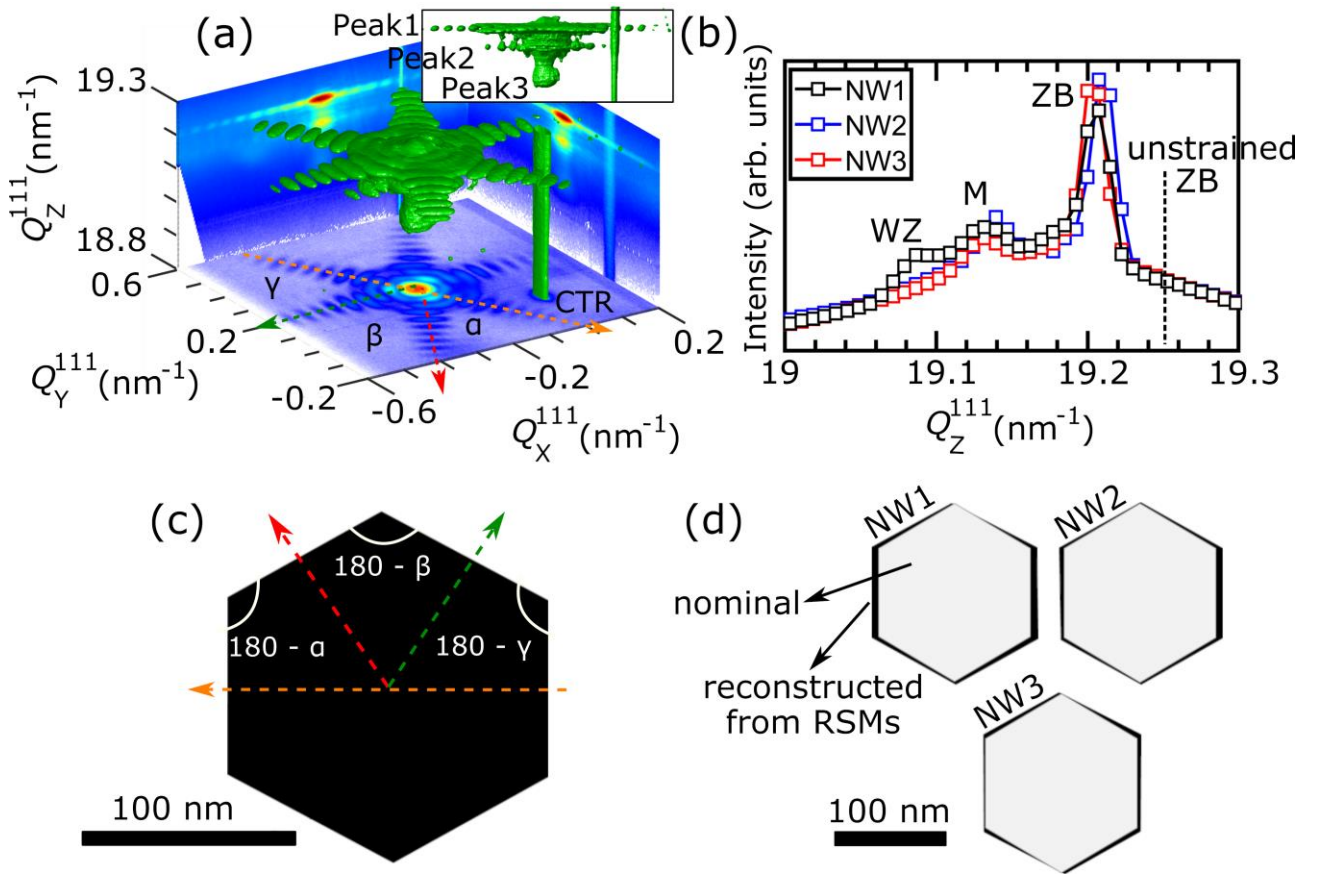 (a)
Peak1
Peak2
Peak3
19.3
18.8
Q_Z^111 (nm^-1)
0.6
0.2
-0.2
Q_Y^111 (nm^-1)
-0.6
-0.2
0.2
Q_X^111 (nm^-1)
γ
β
α
CTR
(b)
NW1
NW2
NW3
ZB
unstrained
ZB
M
WZ
Intensity (arb. units)
19
19.1
19.2
19.3
Q_Z^111 (nm^-1)
(c)
180 - β
180 - α
180 - γ
100 nm
(d)
NW1
NW2
nominal
reconstructed
from RSMs
NW3
100 nm